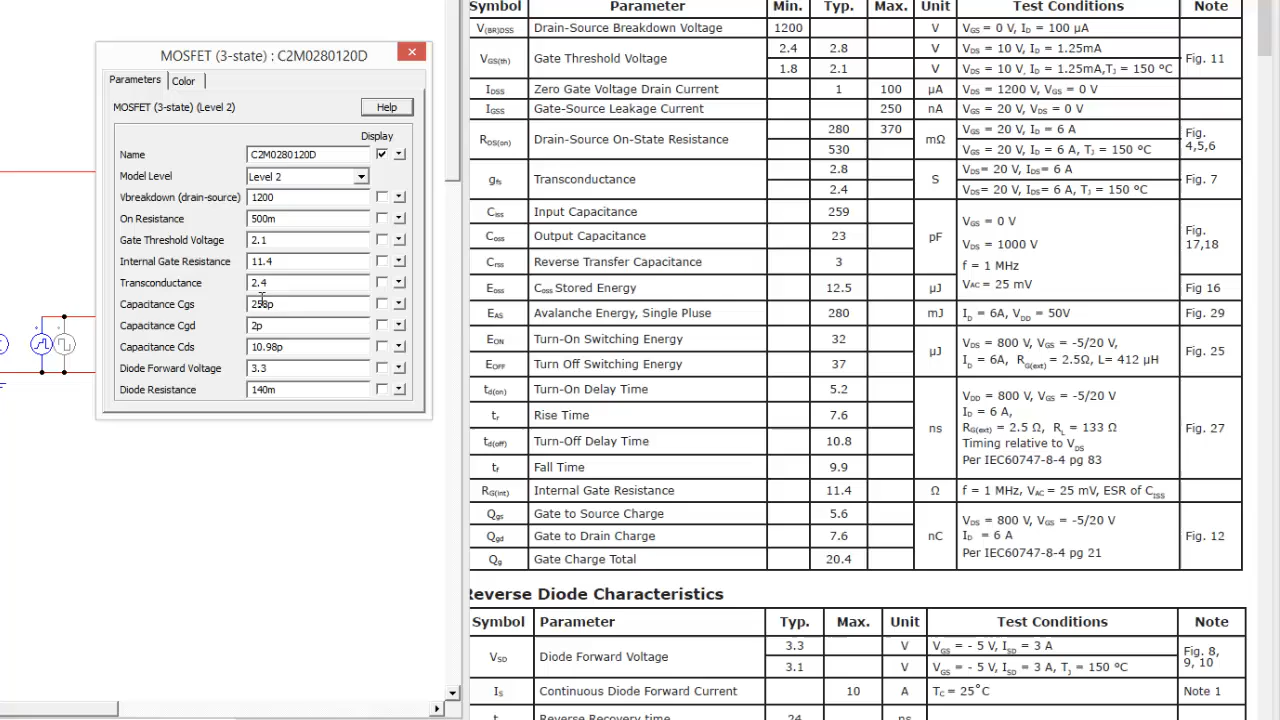 MOSFET (3-state) : C2M0280120D
Parameters Color
MOSFET (3-state) (Level 2) Help
Display
Name C2M0280120D
Model Level Level 2
Vbreakdown (drain-source) 1200
On Resistance 500m
Gate Threshold Voltage 2.1
Internal Gate Resistance 11.4
Transconductance 2.4
Capacitance Cgs 258p
Capacitance Cgd 2p
Capacitance Cds 10.98p
Diode Forward Voltage 3.3
Diode Resistance 140m
Symbol Parameter Min. Typ. Max. Unit Test Conditions Note
V(BR)DSS Drain-Source Breakdown Voltage 1200 V VGS = 0 V, ID = 100 μA
VGS(th) Gate Threshold Voltage 2.4 2.8 V VDS = 10 V, ID = 1.25mA Fig. 11
1.8 2.1 V VDS = 10 V, ID = 1.25mA,TJ = 150 °C
IDSS Zero Gate Voltage Drain Current 1 100 μA VDS = 1200 V, VGS = 0 V
IGSS Gate-Source Leakage Current 250 nA VGS = 20 V, VDS = 0 V
RDS(on) Drain-Source On-State Resistance 280 370 mΩ VGS = 20 V, ID = 6 A Fig. 4,5,6
530 VGS = 20 V, ID = 6 A, TJ = 150 °C
gfs Transconductance 2.8 S VDS= 20 V, IDS= 6 A Fig. 7
2.4 VDS= 20 V, IDS= 6 A, TJ = 150 °C
Ciss Input Capacitance 259 pF VGS = 0 V Fig. 17,18
Coss Output Capacitance 23 VDS = 1000 V
Crss Reverse Transfer Capacitance 3 f = 1 MHz
Eoss Coss Stored Energy 12.5 μJ VAC = 25 mV Fig 16
EAS Avalanche Energy, Single Pluse 280 mJ ID = 6A, VDD = 50V Fig. 29
EON Turn-On Switching Energy 32 μJ VDS = 800 V, VGS = -5/20 V, Fig. 25
EOFF Turn Off Switching Energy 37 ID = 6A, RG(ext) = 2.5Ω, L= 412 μH
td(on) Turn-On Delay Time 5.2 ns VDD = 800 V, VGS = -5/20 V Fig. 27
ID = 6 A,
tr Rise Time 7.6 RG(ext) = 2.5 Ω, RL = 133 Ω
td(off) Turn-Off Delay Time 10.8 Timing relative to VDS
Per IEC60747-8-4 pg 83
tf Fall Time 9.9
RG(int) Internal Gate Resistance 11.4 Ω f = 1 MHz, VAC = 25 mV, ESR of CISS
Qgs Gate to Source Charge 5.6 nC VDS = 800 V, VGS = -5/20 V Fig. 12
Qgd Gate to Drain Charge 7.6 ID = 6 A
Qg Gate Charge Total 20.4 Per IEC60747-8-4 pg 21
Reverse Diode Characteristics
Symbol Parameter Typ. Max. Unit Test Conditions Note
VSD Diode Forward Voltage 3.3 V VGS = - 5 V, ISD = 3 A Fig. 8, 9, 10
3.1 V VGS = - 5 V, ISD = 3 A, TJ = 150 °C
IS Continuous Diode Forward Current 10 A TC = 25°C Note 1
Reverse Recovery time 24 ns